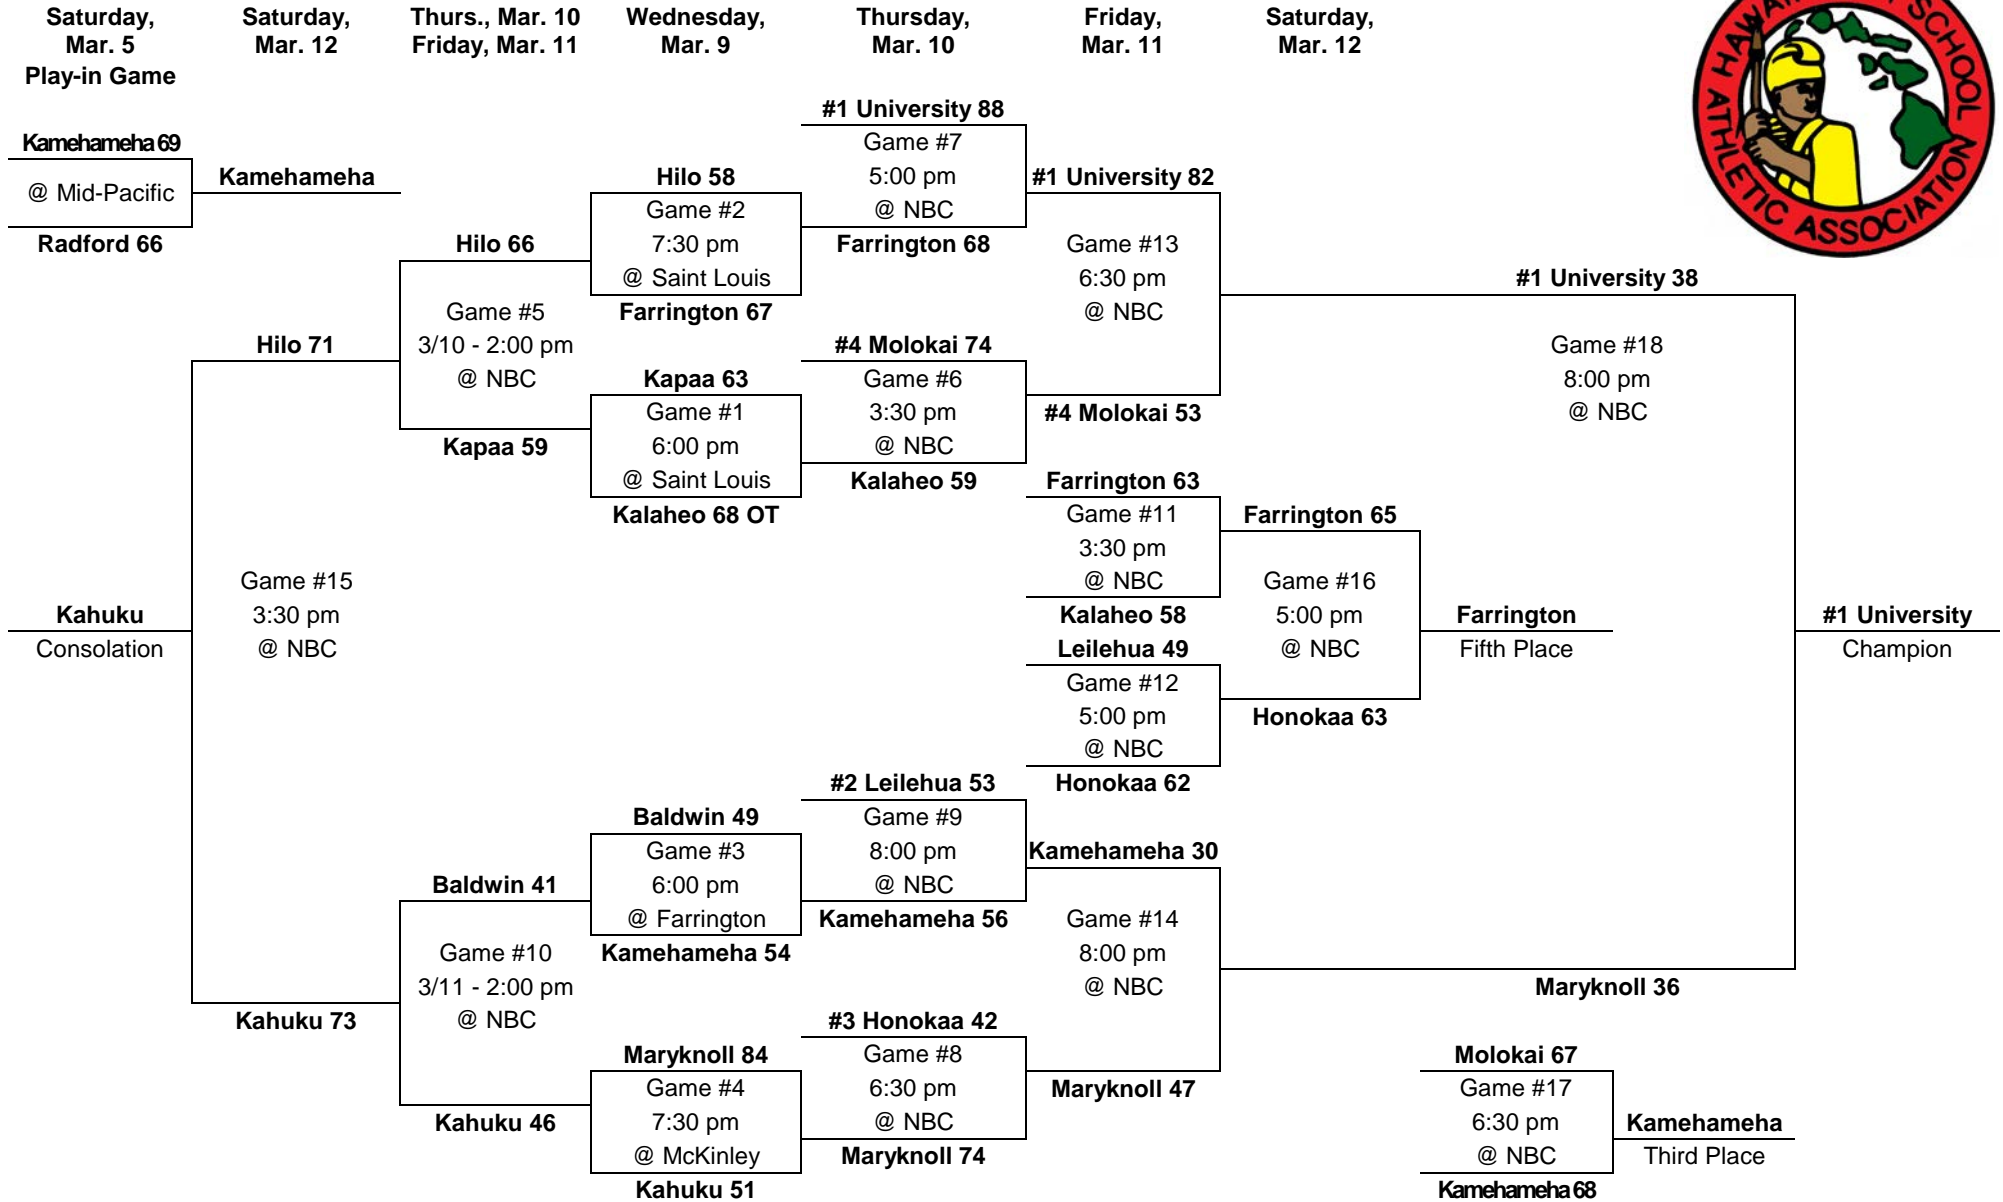 Saturday,
Mar. 5
Play-in Game
Saturday,
Mar. 12
Thurs., Mar. 10
Friday, Mar. 11
Wednesday,
Mar. 9
Thursday,
Mar. 10
Friday,
Mar. 11
Saturday,
Mar. 12
SCHOOL
ATHLETIC ASSOCIATION
Kamehameha 69
@ Mid-Pacific
Radford 66
Kamehameha
Hilo 71
Game #15
3:30 pm
@ NBC
Kahuku
Consolation
Kahuku 73
Hilo 66
Game #5
3/10 - 2:00 pm
@ NBC
Kapaa 59
Baldwin 41
Game #10
3/11 - 2:00 pm
@ NBC
Kahuku 46
Hilo 58
Game #2
7:30 pm
@ Saint Louis
Farrington 67
Kapaa 63
Game #1
6:00 pm
@ Saint Louis
Kalaheo 68 OT
Baldwin 49
Game #3
6:00 pm
@ Farrington
Kamehameha 54
Maryknoll 84
Game #4
7:30 pm
@ McKinley
Kahuku 51
#1 University 88
Game #7
5:00 pm
@ NBC
Farrington 68
#4 Molokai 74
Game #6
3:30 pm
@ NBC
Kalaheo 59
#2 Leilehua 53
Game #9
8:00 pm
@ NBC
Kamehameha 56
#3 Honokaa 42
Game #8
6:30 pm
@ NBC
Maryknoll 74
#1 University 82
Game #13
6:30 pm
@ NBC
#4 Molokai 53
Farrington 63
Game #11
3:30 pm
@ NBC
Kalaheo 58
Leilehua 49
Game #12
5:00 pm
@ NBC
Honokaa 62
Kamehameha 30
Game #14
8:00 pm
@ NBC
Maryknoll 47
Farrington 65
Game #16
5:00 pm
@ NBC
Honokaa 63
Farrington
Fifth Place
#1 University 38
Game #18
8:00 pm
@ NBC
Maryknoll 36
#1 University
Champion
Molokai 67
Game #17
6:30 pm
@ NBC
Kamehameha 68
Kamehameha
Third Place